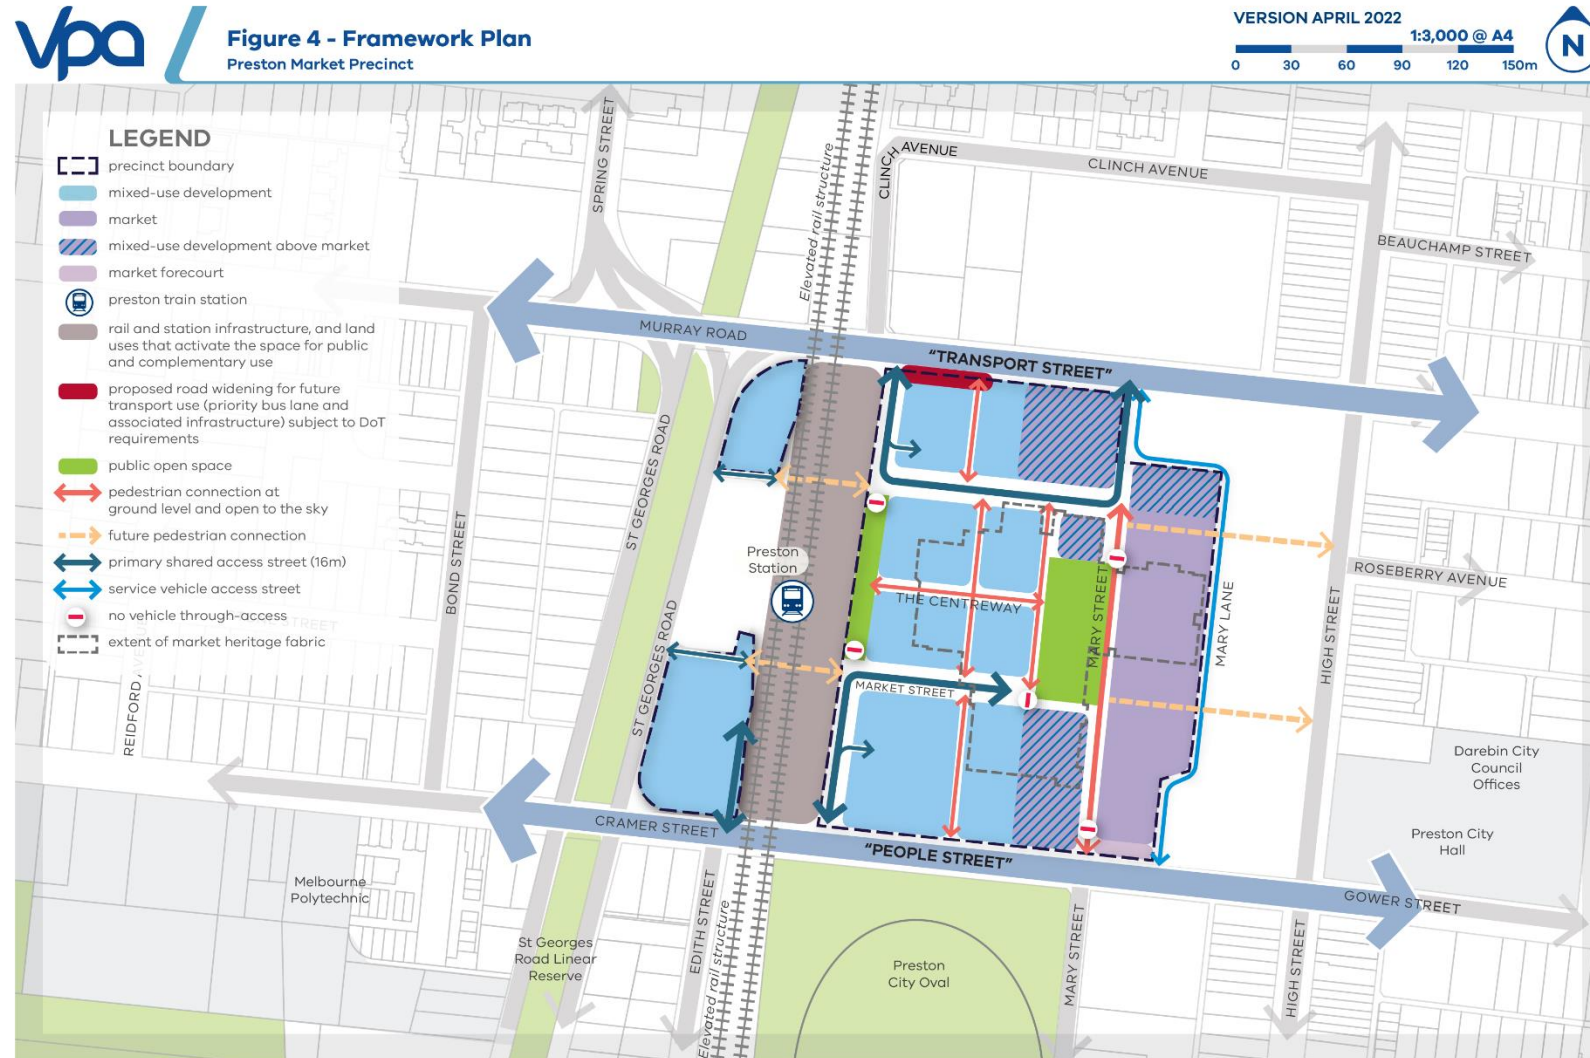 vpa
Figure 4 - Framework Plan
Preston Market Precinct
VERSION APRIL 2022
1:3,000 @ A4
0 30 60 90 120 150m
N
LEGEND
precinct boundary
mixed-use development
market
mixed-use development above market
market forecourt
preston train station
rail and station infrastructure, and land
uses that activate the space for public
and complementary use
proposed road widening for future
transport use (priority bus lane and
associated infrastructure) subject to DoT
requirements
public open space
pedestrian connection at
ground level and open to the sky
future pedestrian connection
primary shared access street (16m)
service vehicle access street
no vehicle through-access
extent of market heritage fabric
SPRING STREET
Elevated rail structure
CLINCH AVENUE
CLINCH AVENUE
BEAUCHAMP STREET
MURRAY ROAD
"TRANSPORT STREET"
ST GEORGES ROAD
BOND STREET
Preston
Station
THE CENTREWAY
MARY STREET
MARY LANE
HIGH STREET
ROSEBERRY AVENUE
ST GEORGES ROAD
MARKET STREET
REIDFORD
Darebin City
Council
Offices
CRAMER STREET
"PEOPLE STREET"
Preston City
Hall
GOWER STREET
Melbourne
Polytechnic
St Georges
Road Linear
Reserve
EDITH STREET
Elevated rail structure
Preston
City Oval
MARY STREET
HIGH STREET